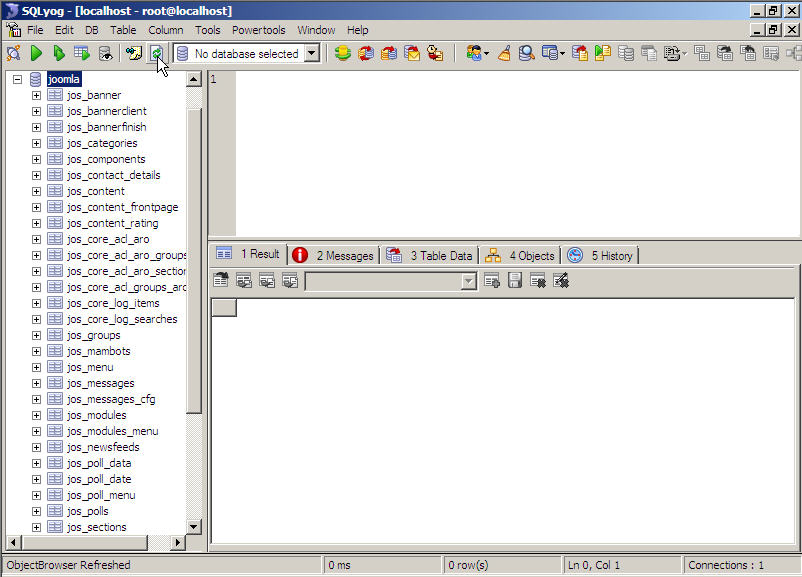 SQLyog - [localhost - root@localhost]
File Edit DB Table Column Tools Powertools Window Help
No database selected
joomla
jos_banner
jos_bannerclient
jos_bannerfinish
jos_categories
jos_components
jos_contact_details
jos_content
jos_content_frontpage
jos_content_rating
jos_core_acl_aro
jos_core_acl_aro_groups
jos_core_acl_aro_section
jos_core_acl_groups_aro
jos_core_log_items
jos_core_log_searches
jos_groups
jos_mambots
jos_menu
jos_messages
jos_messages_cfg
jos_modules
jos_modules_menu
jos_newsfeeds
jos_poll_data
jos_poll_date
jos_poll_menu
jos_polls
jos_sections
1
1 Result 2 Messages 3 Table Data 4 Objects 5 History
ObjectBrowser Refreshed 0 ms 0 row(s) Ln 0, Col 1 Connections : 1